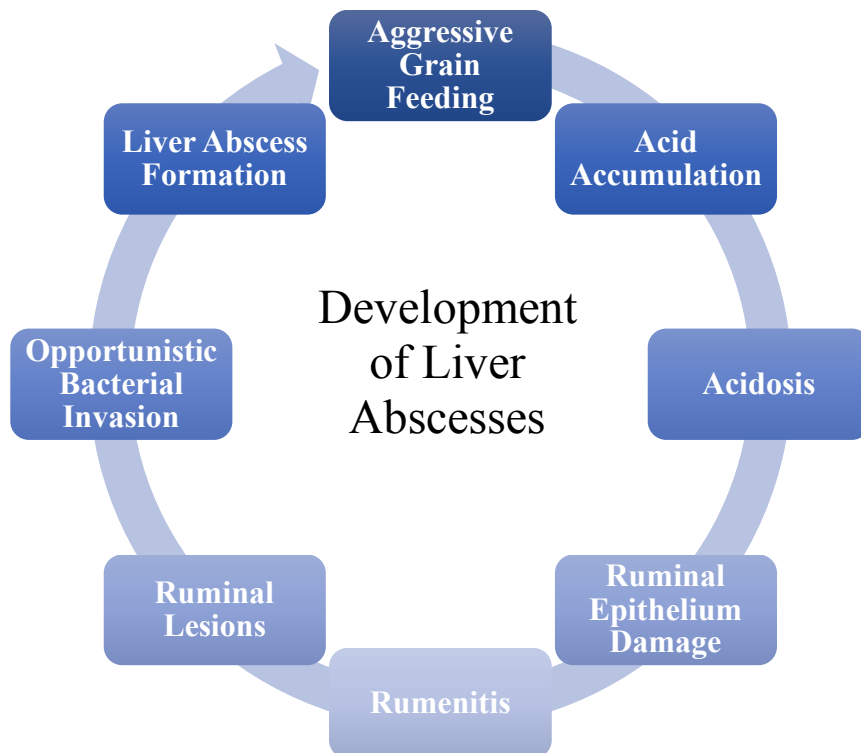 Aggressive
Grain
Feeding
Acid
Accumulation
Acidosis
Ruminal
Epithelium
Damage
Rumenitis
Ruminal
Lesions
Opportunistic
Bacterial
Invasion
Liver Abscess
Formation
Development
of Liver
Abscesses